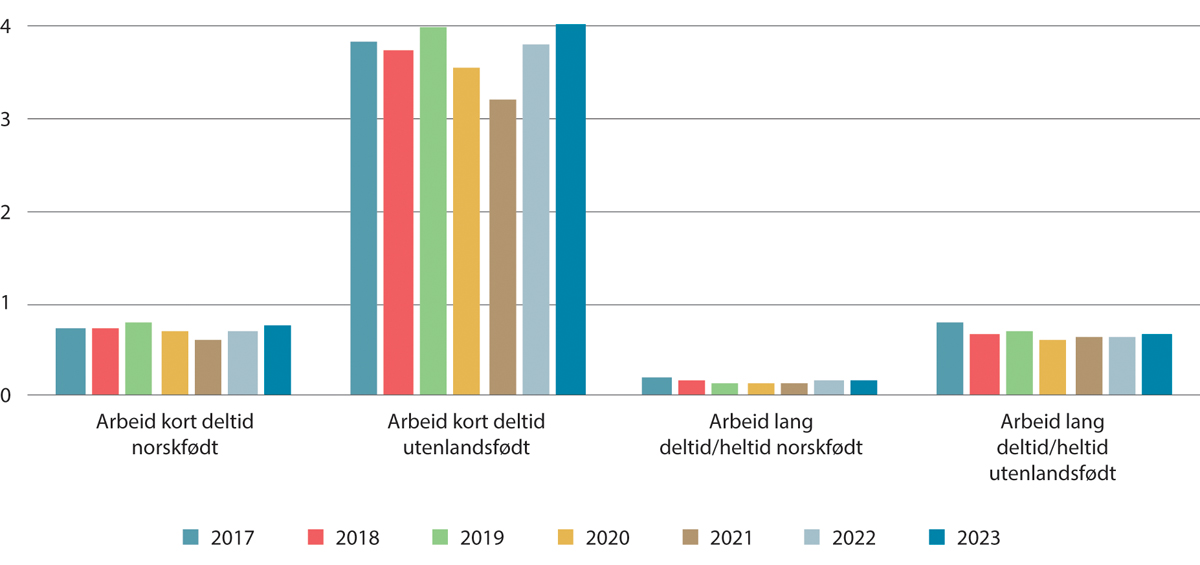 4
3
2
1
0
Arbeid kort deltid
norskfødt
Arbeid kort deltid
utenlandsfødt
Arbeid lang
deltid/heltid norskfødt
Arbeid lang
deltid/heltid
utenlandsfødt
2017 2018 2019 2020 2021 2022 2023